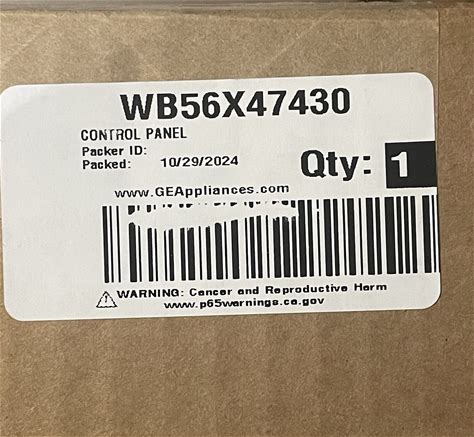 WB56X47430
CONTROL PANEL
Packer ID:
Packed: 10/29/2024
Qty: 1
www.GEAppliances.com
WARNING: Cancer and Reproductive Harm
www.p65warnings.ca.gov